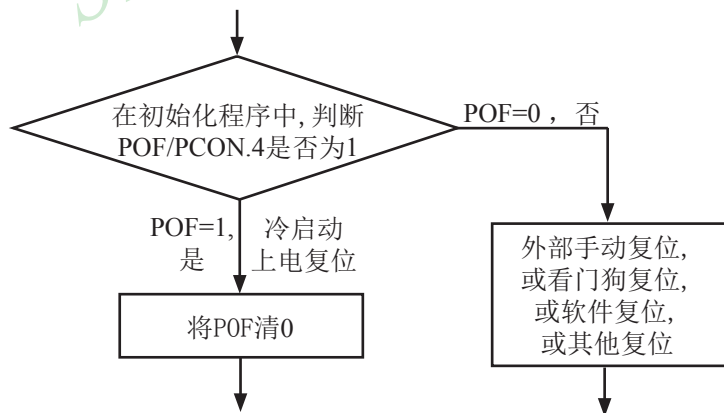 在初始化程序中, 判断
POF/PCON.4是否为1
POF=0 , 否
POF=1,
是
冷启动
上电复位
将POF清0
外部手动复位,
或看门狗复位,
或软件复位,
或其他复位